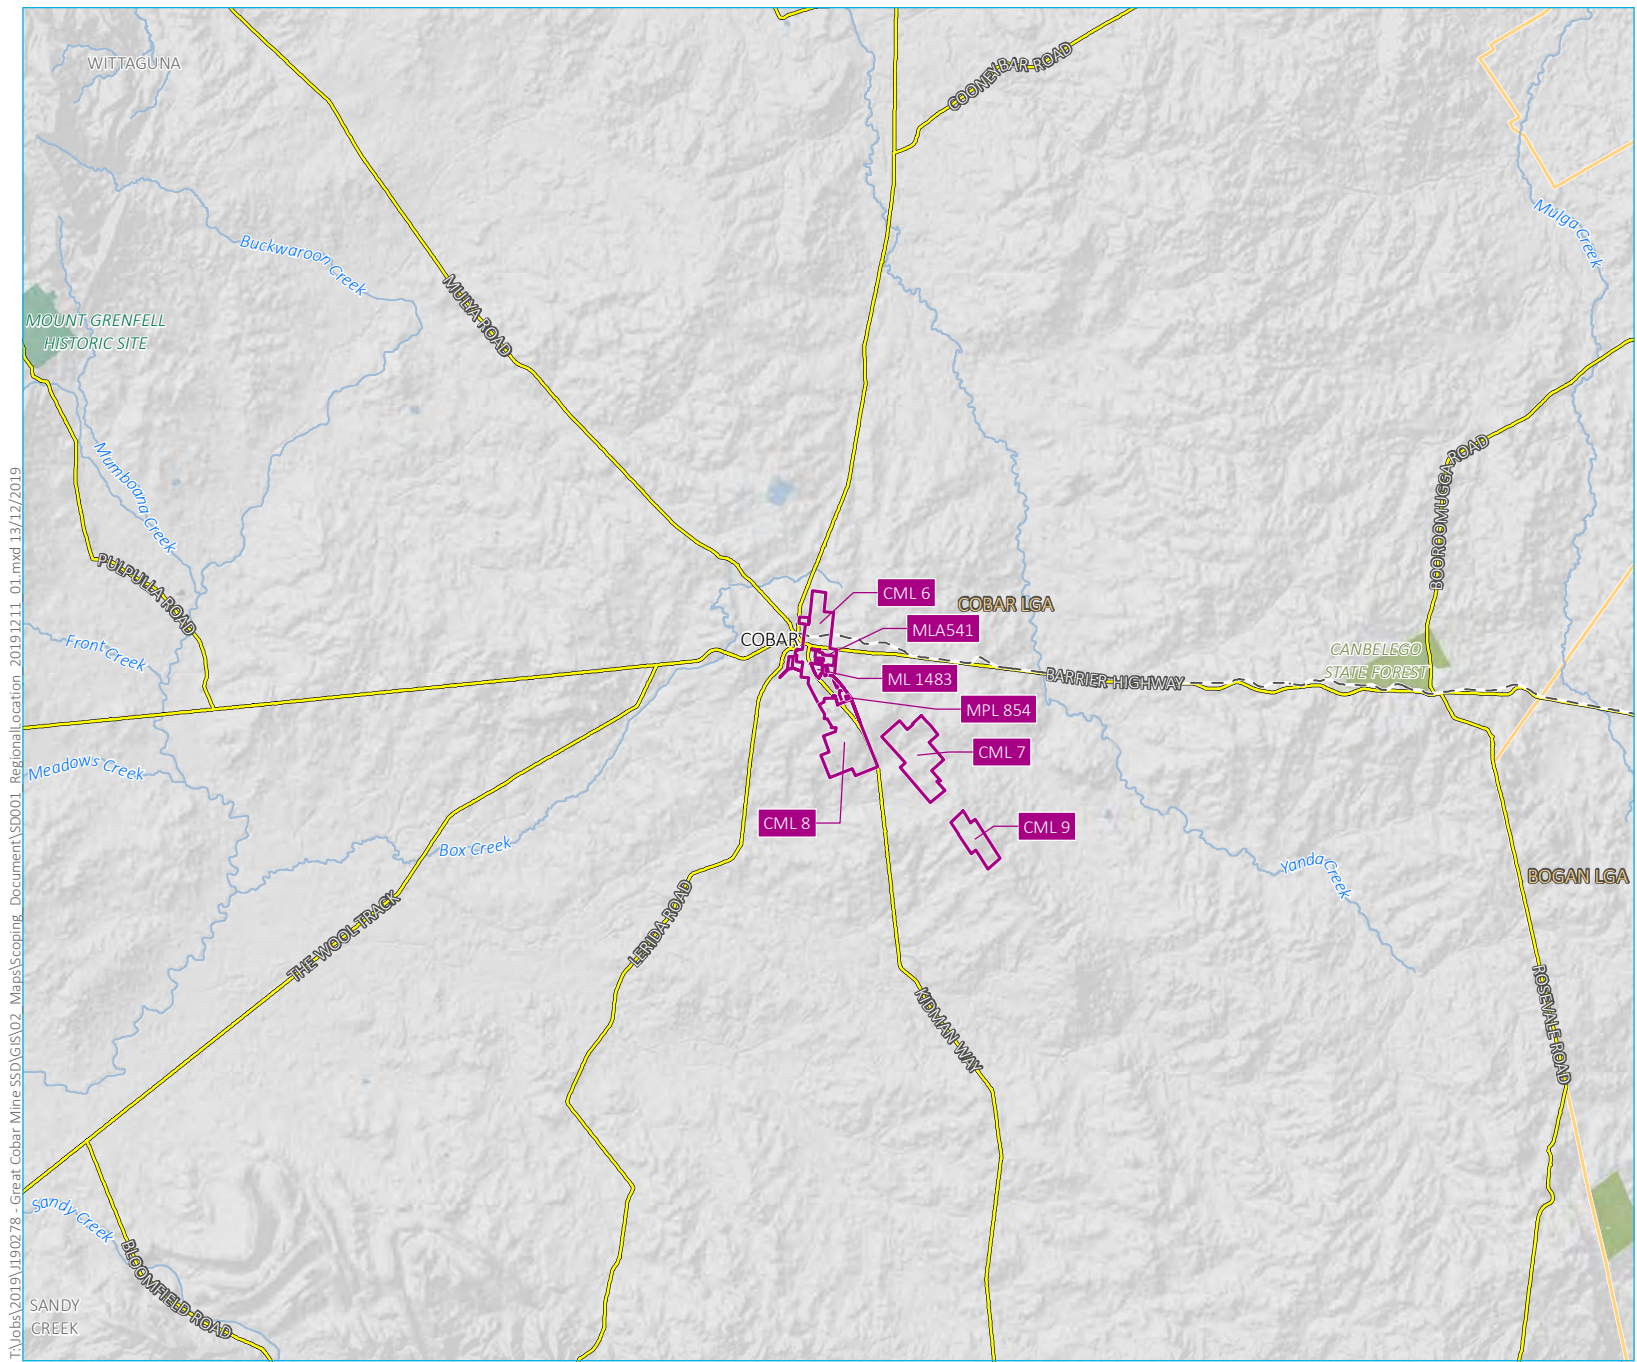 WITTAGUNA
COONEYBAR ROAD
Mulga Creek
Buckwaroon Creek
MULYA ROAD
MOUNT GRENFELL
HISTORIC SITE
Mumboana Creek
BOOROOMUGGA ROAD
PULPULLA ROAD
CML 6
COBAR LGA
MLA541
COBAR
Front Creek
CANBELEGO
STATE FOREST
ML 1483
BARRIER HIGHWAY
MPL 854
CML 7
Meadows Creek
CML 8
CML 9
Box Creek
Yanda Creek
BOGAN LGA
THE WOOL TRACK
LERIDA ROAD
KIDMAN WAY
ROSEVALE ROAD
Sandy Creek
BLOOMFIELD ROAD
SANDY
CREEK
T:\Jobs\2019\J190278 - Great Cobar Mine SSD\GIS\02_Maps\Scoping_Document\SD001_RegionalLocation_20191211_01.mxd 13/12/2019